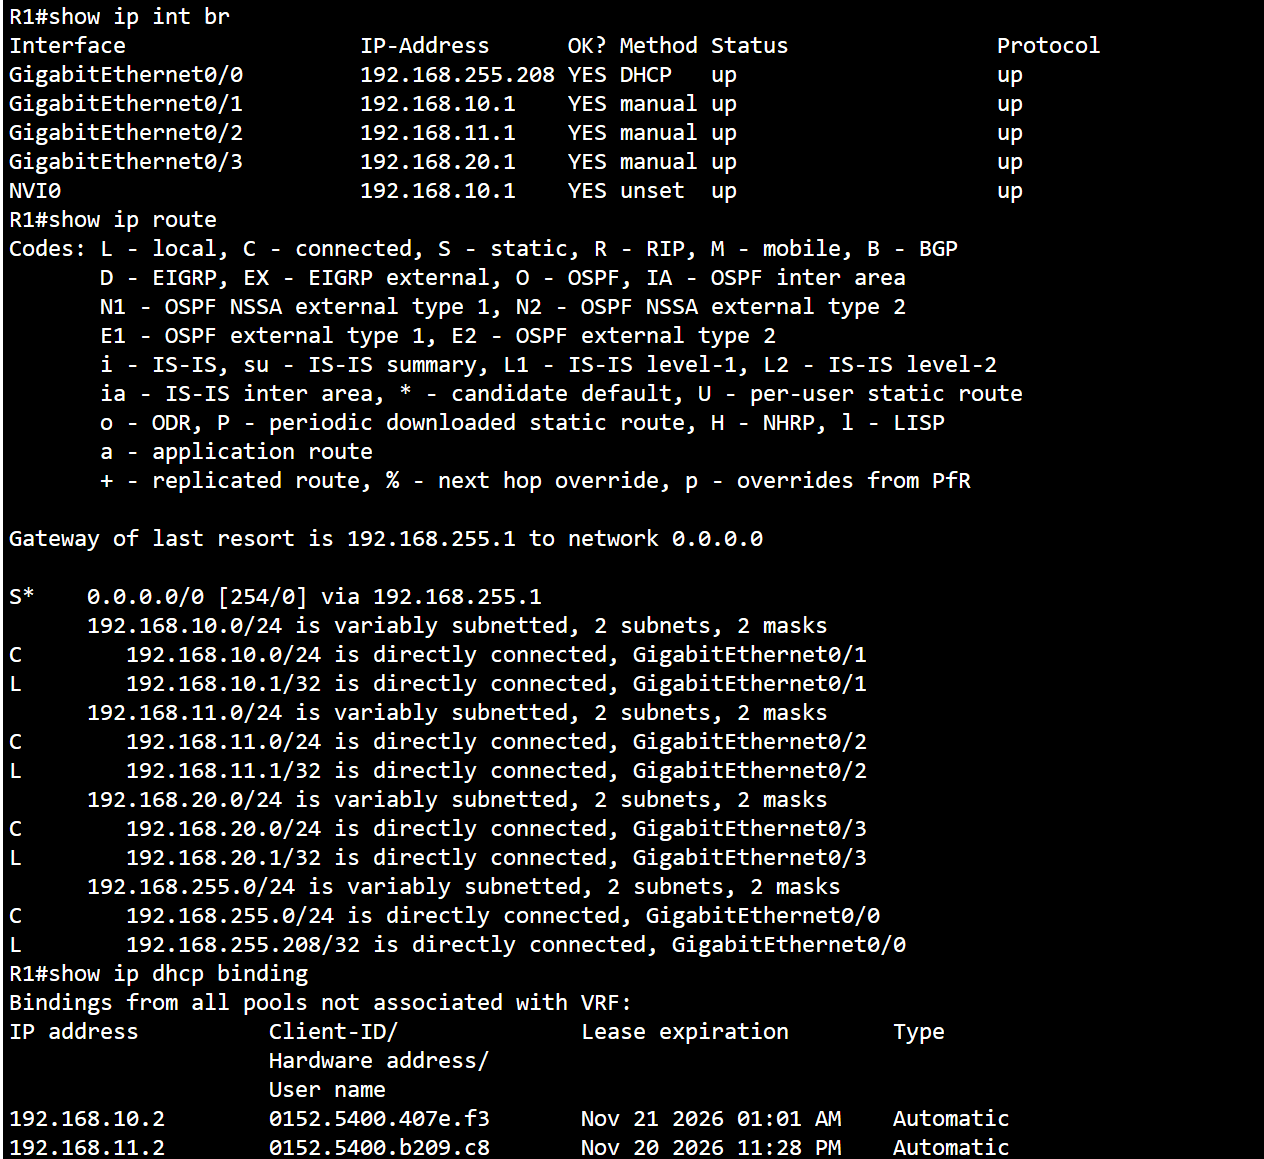 R1#show ip int br
Interface                  IP-Address      OK? Method Status                Protocol
GigabitEthernet0/0         192.168.255.208 YES DHCP   up                    up
GigabitEthernet0/1         192.168.10.1    YES manual up                    up
GigabitEthernet0/2         192.168.11.1    YES manual up                    up
GigabitEthernet0/3         192.168.20.1    YES manual up                    up
NVI0                       192.168.10.1    YES unset  up                    up
R1#show ip route
Codes: L - local, C - connected, S - static, R - RIP, M - mobile, B - BGP
       D - EIGRP, EX - EIGRP external, O - OSPF, IA - OSPF inter area
       N1 - OSPF NSSA external type 1, N2 - OSPF NSSA external type 2
       E1 - OSPF external type 1, E2 - OSPF external type 2
       i - IS-IS, su - IS-IS summary, L1 - IS-IS level-1, L2 - IS-IS level-2
       ia - IS-IS inter area, * - candidate default, U - per-user static route
       o - ODR, P - periodic downloaded static route, H - NHRP, l - LISP
       a - application route
       + - replicated route, % - next hop override, p - overrides from PfR

Gateway of last resort is 192.168.255.1 to network 0.0.0.0

S*    0.0.0.0/0 [254/0] via 192.168.255.1
      192.168.10.0/24 is variably subnetted, 2 subnets, 2 masks
C        192.168.10.0/24 is directly connected, GigabitEthernet0/1
L        192.168.10.1/32 is directly connected, GigabitEthernet0/1
      192.168.11.0/24 is variably subnetted, 2 subnets, 2 masks
C        192.168.11.0/24 is directly connected, GigabitEthernet0/2
L        192.168.11.1/32 is directly connected, GigabitEthernet0/2
      192.168.20.0/24 is variably subnetted, 2 subnets, 2 masks
C        192.168.20.0/24 is directly connected, GigabitEthernet0/3
L        192.168.20.1/32 is directly connected, GigabitEthernet0/3
      192.168.255.0/24 is variably subnetted, 2 subnets, 2 masks
C        192.168.255.0/24 is directly connected, GigabitEthernet0/0
L        192.168.255.208/32 is directly connected, GigabitEthernet0/0
R1#show ip dhcp binding
Bindings from all pools not associated with VRF:
IP address          Client-ID/              Lease expiration        Type
                    Hardware address/
                    User name
192.168.10.2        0152.5400.407e.f3       Nov 21 2026 01:01 AM    Automatic
192.168.11.2        0152.5400.b209.c8       Nov 20 2026 11:28 PM    Automatic